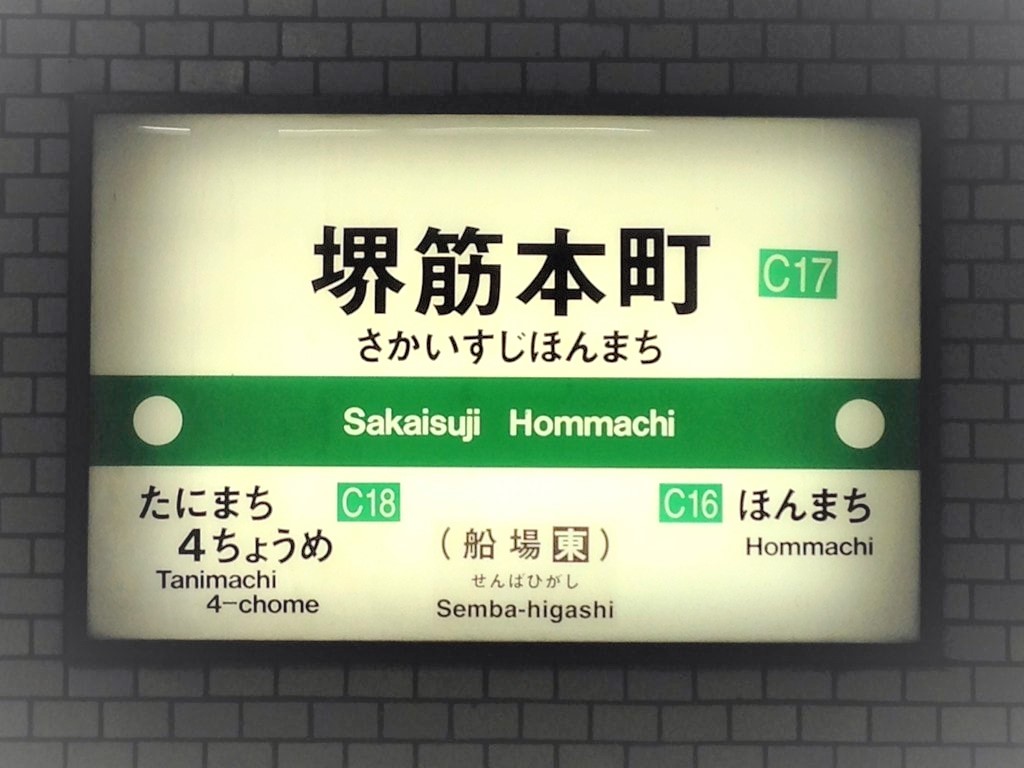 堺筋本町 C17
さかいすじほんまち
Sakaisuji Hommachi
たにまち C18
4ちょうめ
Tanimachi
4-chome
(船場東)
せんばひがし
Semba-higashi
C16 ほんまち
Hommachi